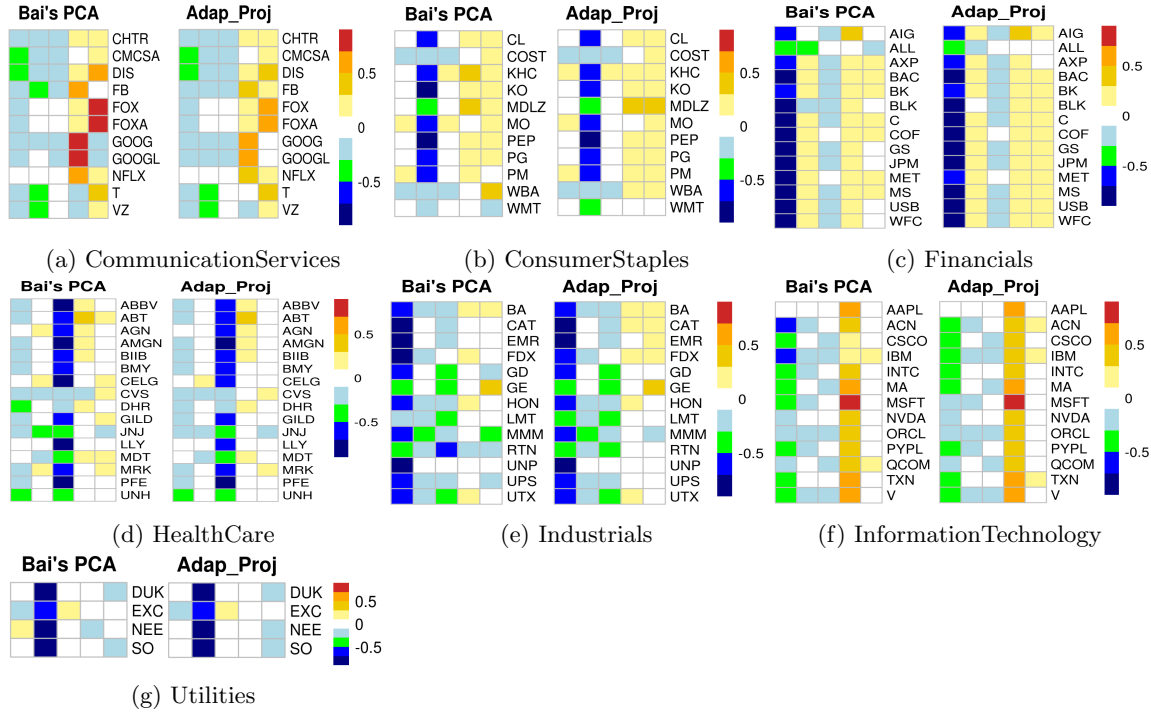 Bai's PCA
Adap_Proj
CHTR
CMCSA
DIS
FB
FOX
FOXA
GOOG
GOOGL
NFLX
T
VZ
CHTR
CMCSA
DIS
FB
FOX
FOXA
GOOG
GOOGL
NFLX
T
VZ
0.5
0
-0.5
(a) CommunicationServices
Bai's PCA
Adap_Proj
CL
COST
KHC
KO
MDLZ
MO
PEP
PG
PM
WBA
WMT
CL
COST
KHC
KO
MDLZ
MO
PEP
PG
PM
WBA
WMT
0.5
0
-0.5
(b) ConsumerStaples
Bai's PCA
Adap_Proj
AIG
ALL
AXP
BAC
BK
BLK
C
COF
GS
JPM
MET
MS
USB
WFC
AIG
ALL
AXP
BAC
BK
BLK
C
COF
GS
JPM
MET
MS
USB
WFC
0.5
0
-0.5
(c) Financials
Bai's PCA
Adap_Proj
ABBV
ABT
AGN
AMGN
BIIB
BMY
CELG
CVS
DHR
GILD
JNJ
LLY
MDT
MRK
PFE
UNH
ABBV
ABT
AGN
AMGN
BIIB
BMY
CELG
CVS
DHR
GILD
JNJ
LLY
MDT
MRK
PFE
UNH
0.5
0
-0.5
(d) HealthCare
Bai's PCA
Adap_Proj
BA
CAT
EMR
FDX
GD
GE
HON
LMT
MMM
RTN
UNP
UPS
UTX
BA
CAT
EMR
FDX
GD
GE
HON
LMT
MMM
RTN
UNP
UPS
UTX
0.5
0
-0.5
(e) Industrials
Bai's PCA
Adap_Proj
AAPL
ACN
CSCO
IBM
INTC
MA
MSFT
NVDA
ORCL
PYPL
QCOM
TXN
V
AAPL
ACN
CSCO
IBM
INTC
MA
MSFT
NVDA
ORCL
PYPL
QCOM
TXN
V
0.5
0
-0.5
(f) InformationTechnology
Bai's PCA
Adap_Proj
DUK
EXC
NEE
SO
DUK
EXC
NEE
SO
0.5
0
-0.5
(g) Utilities